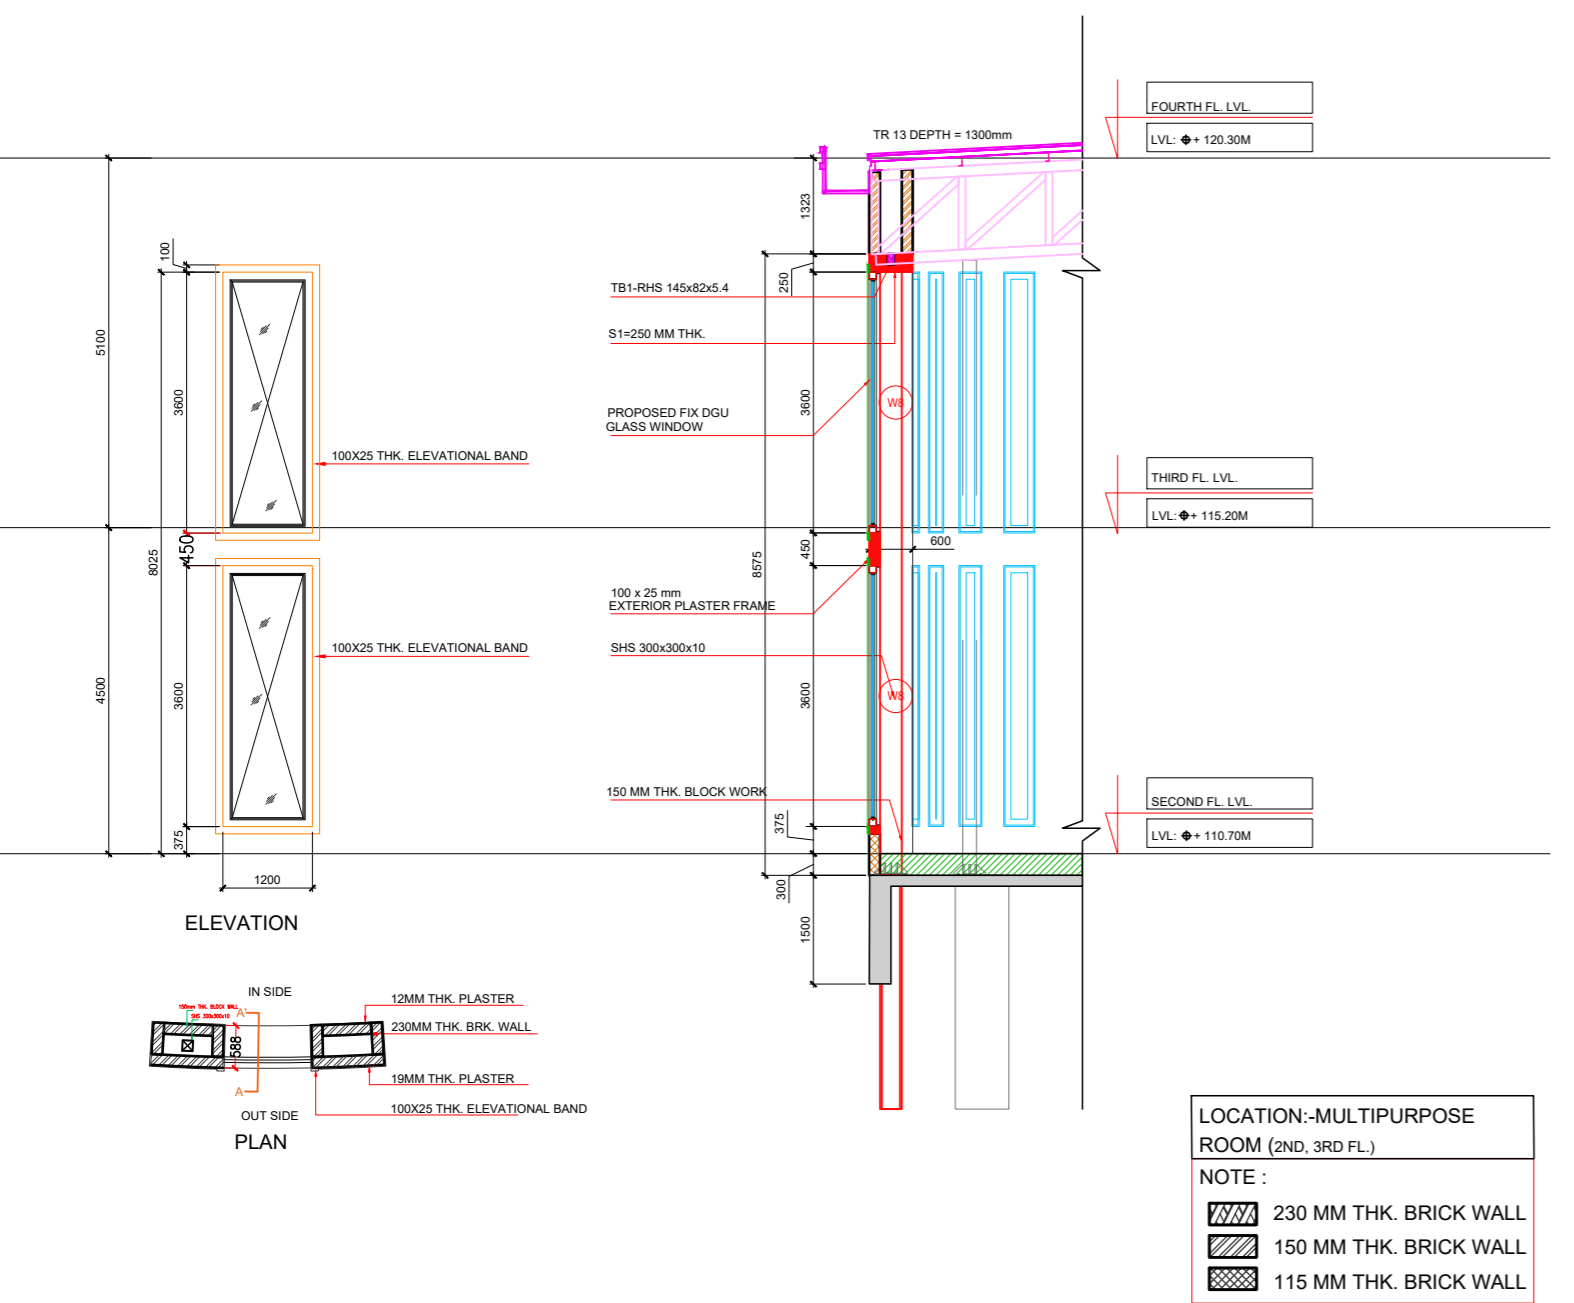 FOURTH FL. LVL.
LVL: + 120.30M
TR 13 DEPTH = 1300mm
1323
100
250
TB1-RHS 145x82x5.4
S1=250 MM THK.
5100
3600
3600
PROPOSED FIX DGU
GLASS WINDOW
W8
100X25 THK. ELEVATIONAL BAND
THIRD FL. LVL.
LVL: + 115.20M
450
8025
450
600
8575
100 x 25 mm
EXTERIOR PLASTER FRAME
100X25 THK. ELEVATIONAL BAND
SHS 300x300x10
4500
3600
3600
W8
150 MM THK. BLOCK WORK
SECOND FL. LVL.
LVL: + 110.70M
375
375
1200
300
1500
ELEVATION
IN SIDE
150mm THK. BLOCK WALL
SHS 300x300x10
A'
588
A
12MM THK. PLASTER
230MM THK. BRK. WALL
19MM THK. PLASTER
100X25 THK. ELEVATIONAL BAND
OUT SIDE
PLAN
LOCATION:-MULTIPURPOSE
ROOM (2ND, 3RD FL.)
NOTE :
230 MM THK. BRICK WALL
150 MM THK. BRICK WALL
115 MM THK. BRICK WALL